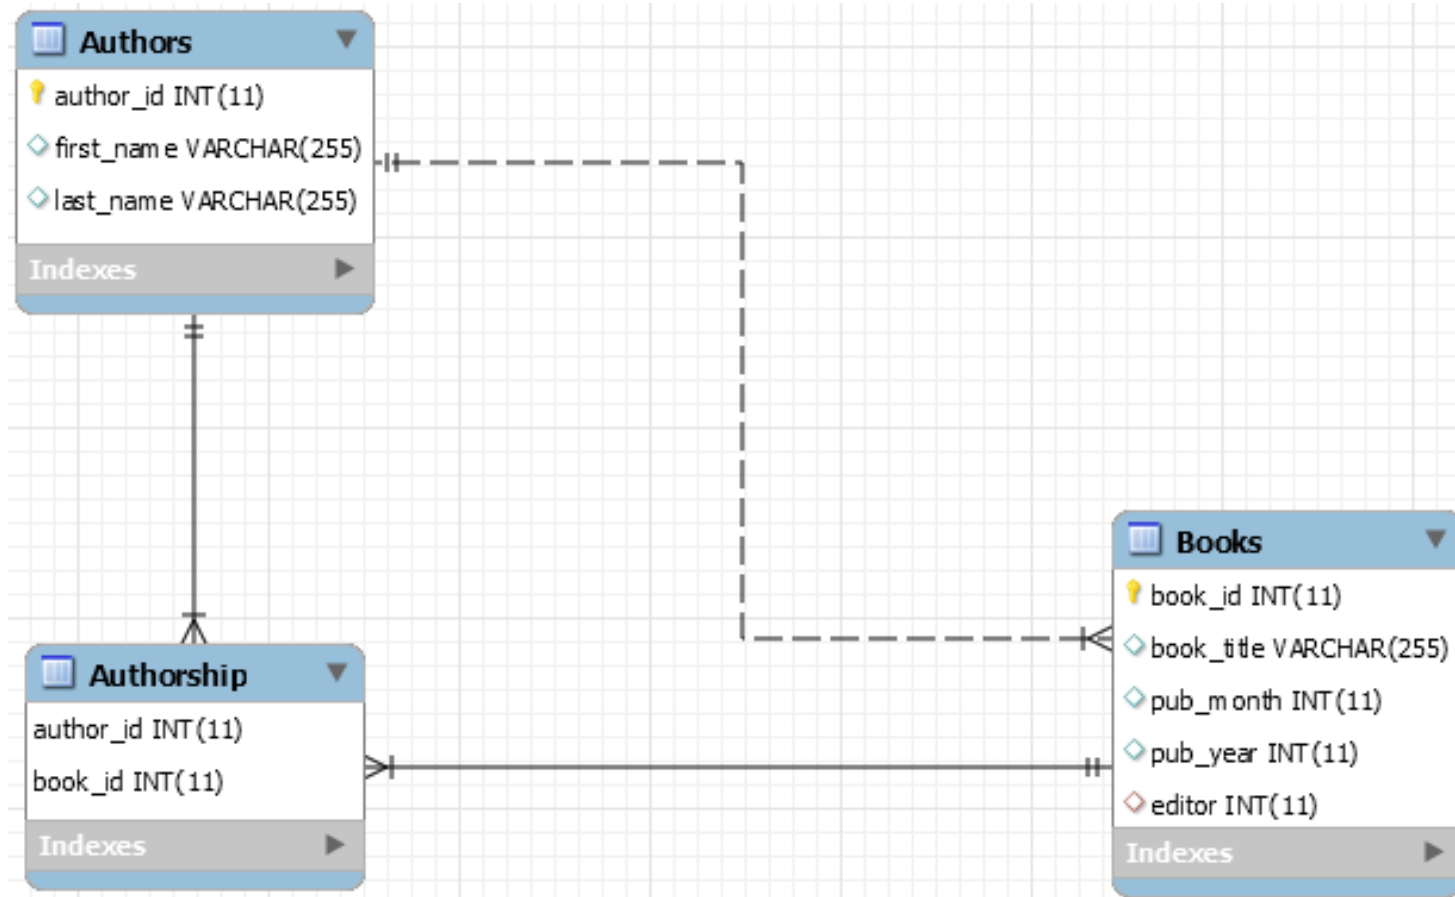 Authors
author_id INT(11)
first_name VARCHAR(255)
last_name VARCHAR(255)
Indexes
Authorship
author_id INT(11)
book_id INT(11)
Indexes
Books
book_id INT(11)
book_title VARCHAR(255)
pub_month INT(11)
pub_year INT(11)
editor INT(11)
Indexes